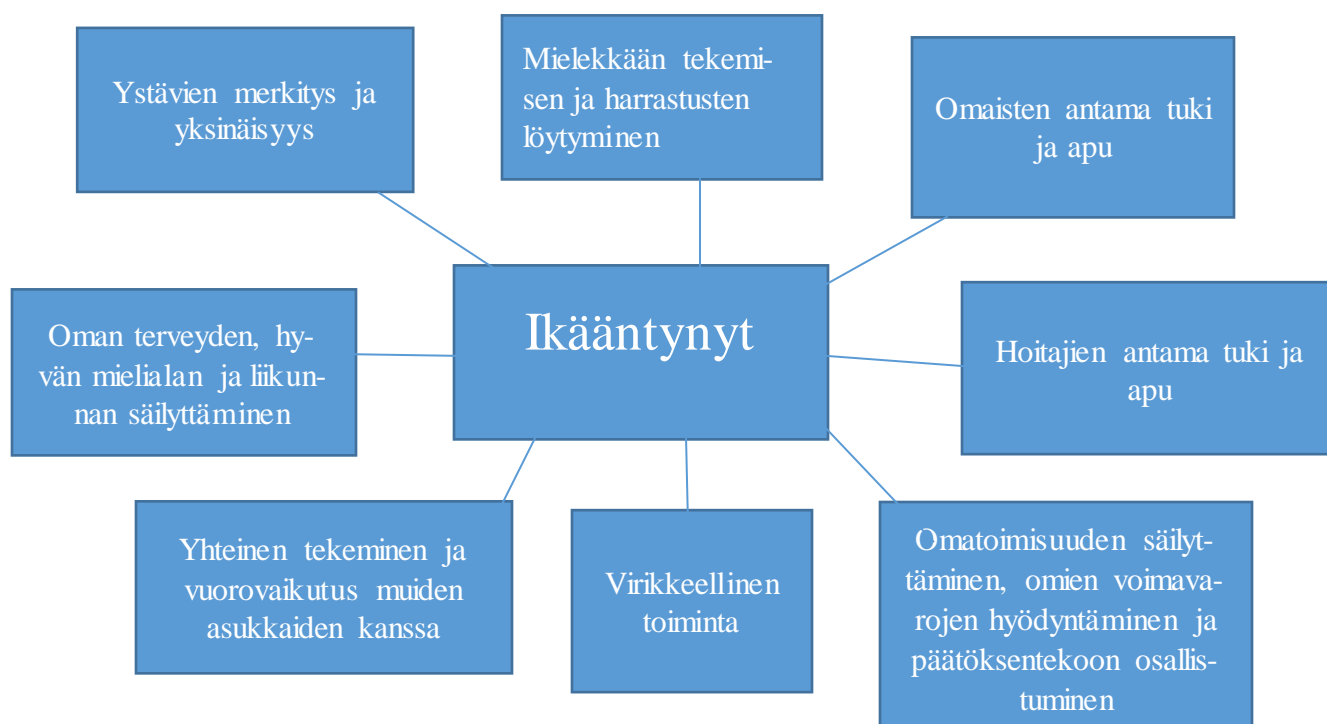 Ystävien merkitys ja
yksinäisyys
Mielekkään tekemi-
sen ja harrastusten
löytyminen
Omaisten antama tuki
ja apu
Oman terveyden, hy-
vän mielialan ja liikun-
nan säilyttäminen
Ikääntynyt
Hoitajien antama tuki ja
apu
Yhteinen tekeminen ja
vuorovaikutus muiden
asukkaiden kanssa
Virikkeellinen
toiminta
Omatoimisuuden säilyt-
täminen, omien voimava-
rojen hyödyntäminen ja
päätöksentekoon osallis-
tuminen